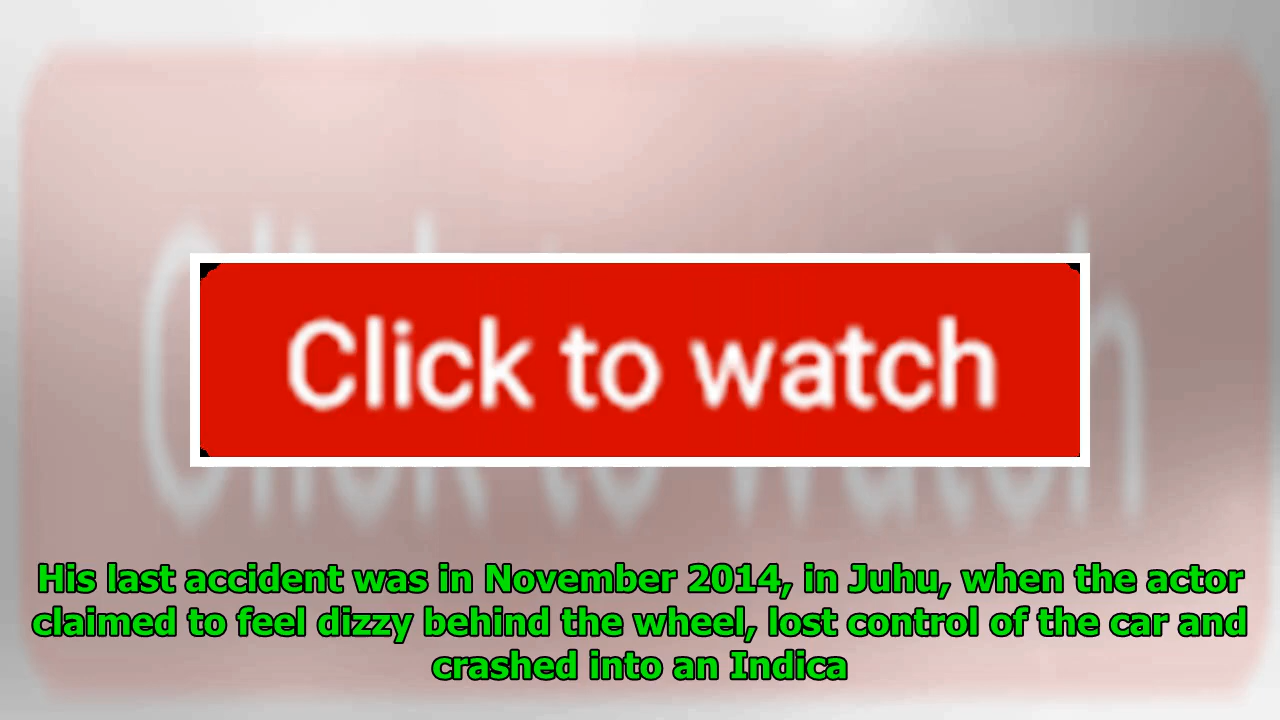 Click to watch
His last accident was in November 2014, in Juhu, when the actor
claimed to feel dizzy behind the wheel, lost control of the car and
crashed into an Indica